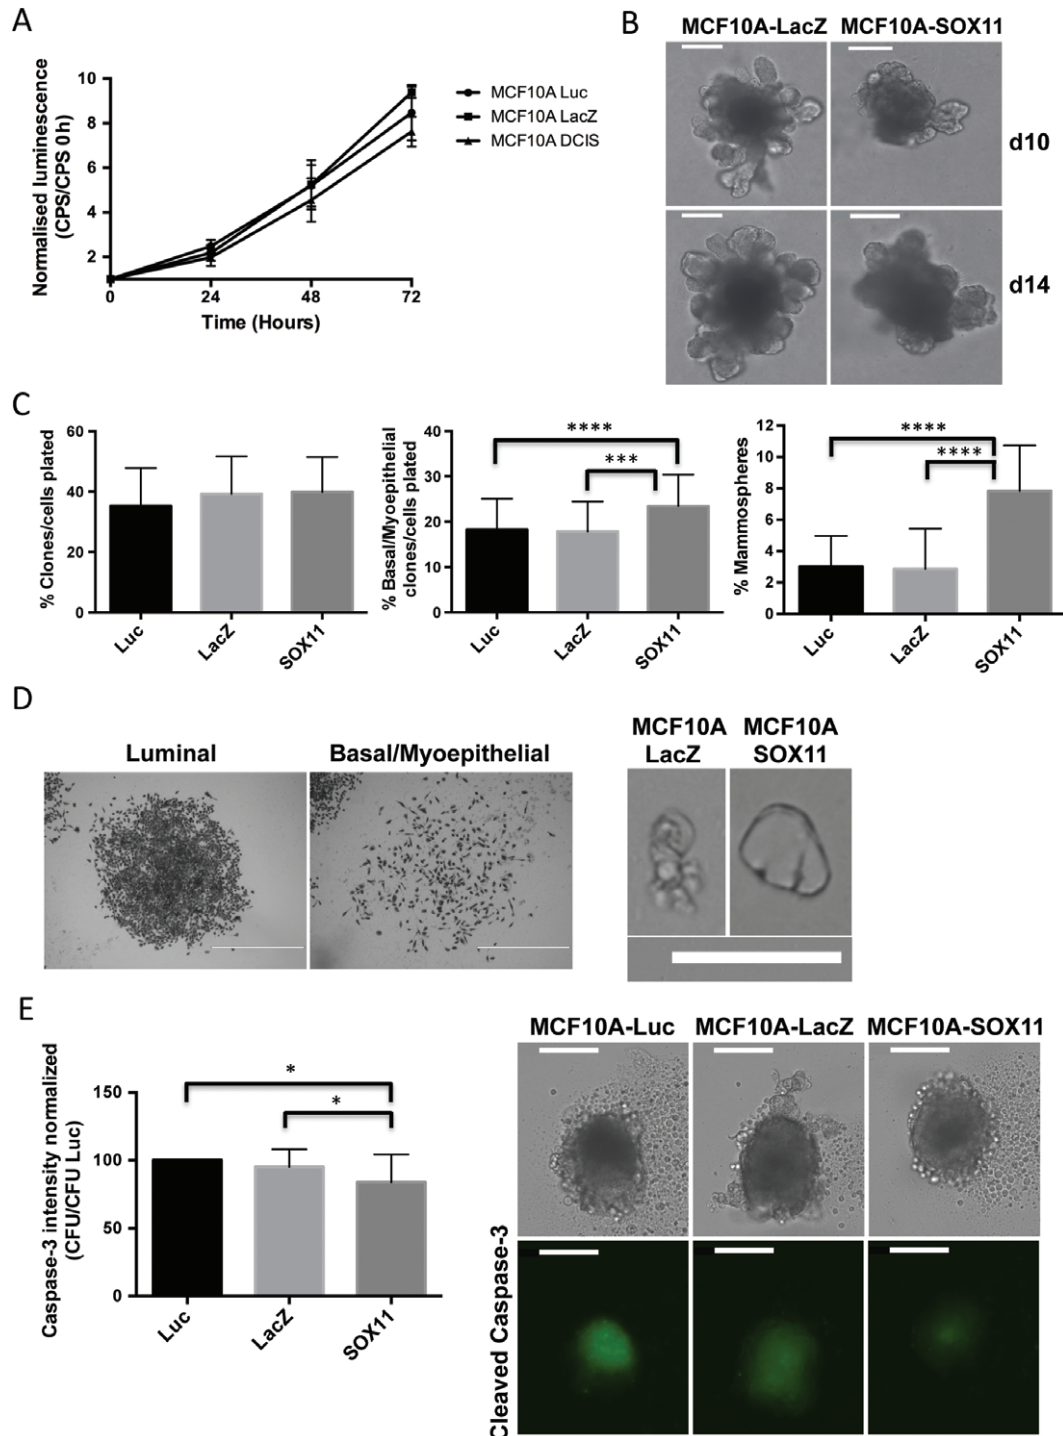 A
Normalised luminescence
(CPS/CPS 0 h)
10
8
6
4
2
0
24
48
72
Time (Hours)
MCF10A Luc
MCF10A LacZ
MCF10A DCIS
B
MCF10A-LacZ
MCF10A-SOX11
d10
d14
C
% Clones/cells plated
60
40
20
0
Luc
LacZ
SOX11
% Basal/Myoepithelial
clones/cells plated
40
30
20
10
0
****
***
Luc
LacZ
SOX11
% Mammospheres
12
10
8
6
4
2
0
****
****
Luc
LacZ
SOX11
D
Luminal
Basal/Myoepithelial
MCF10A
LacZ
MCF10A
SOX11
E
Caspase-3 intensity normalized
(CFU/CFU Luc)
150
100
50
0
*
*
Luc
LacZ
SOX11
MCF10A-Luc
MCF10A-LacZ
MCF10A-SOX11
Cleaved Caspase-3